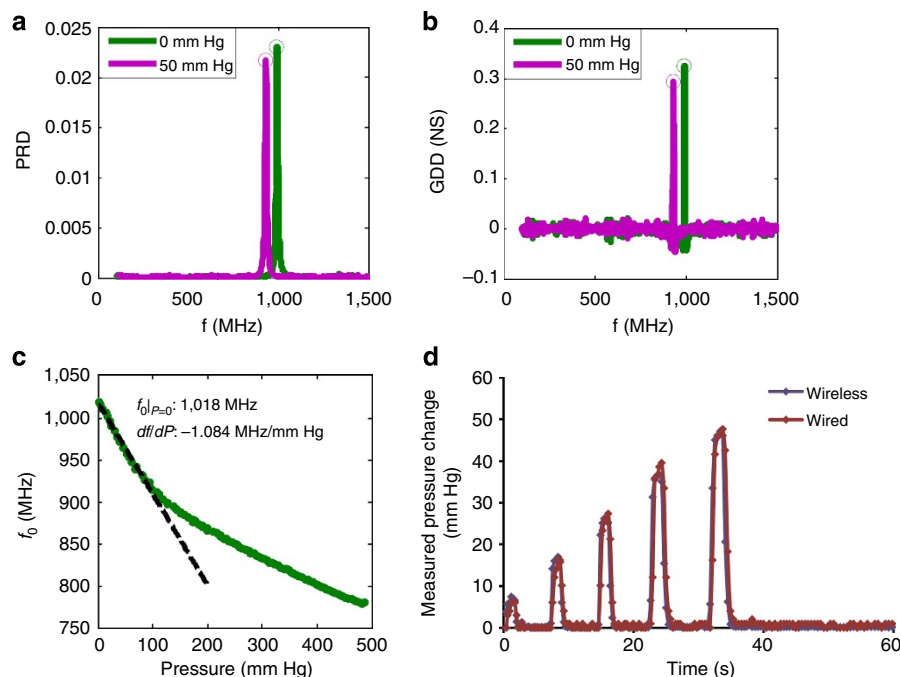 a
0 mm Hg
50 mm Hg
PRD
0.025
0.02
0.015
0.01
0.005
0
0 500 1,000 1,500
f (MHz)
b
0 mm Hg
50 mm Hg
GDD (NS)
0.4
0.3
0.2
0.1
0
−0.1
0 500 1,000 1,500
f (MHz)
c
f0|P=0: 1,018 MHz
df/dP: −1.084 MHz/mm Hg
f0 (MHz)
1,050
1,000
950
900
850
800
750
0 100 200 300 400 500
Pressure (mm Hg)
d
Wireless
Wired
Measured pressure change
(mm Hg)
60
50
40
30
20
10
0
0 20 40 60
Time (s)